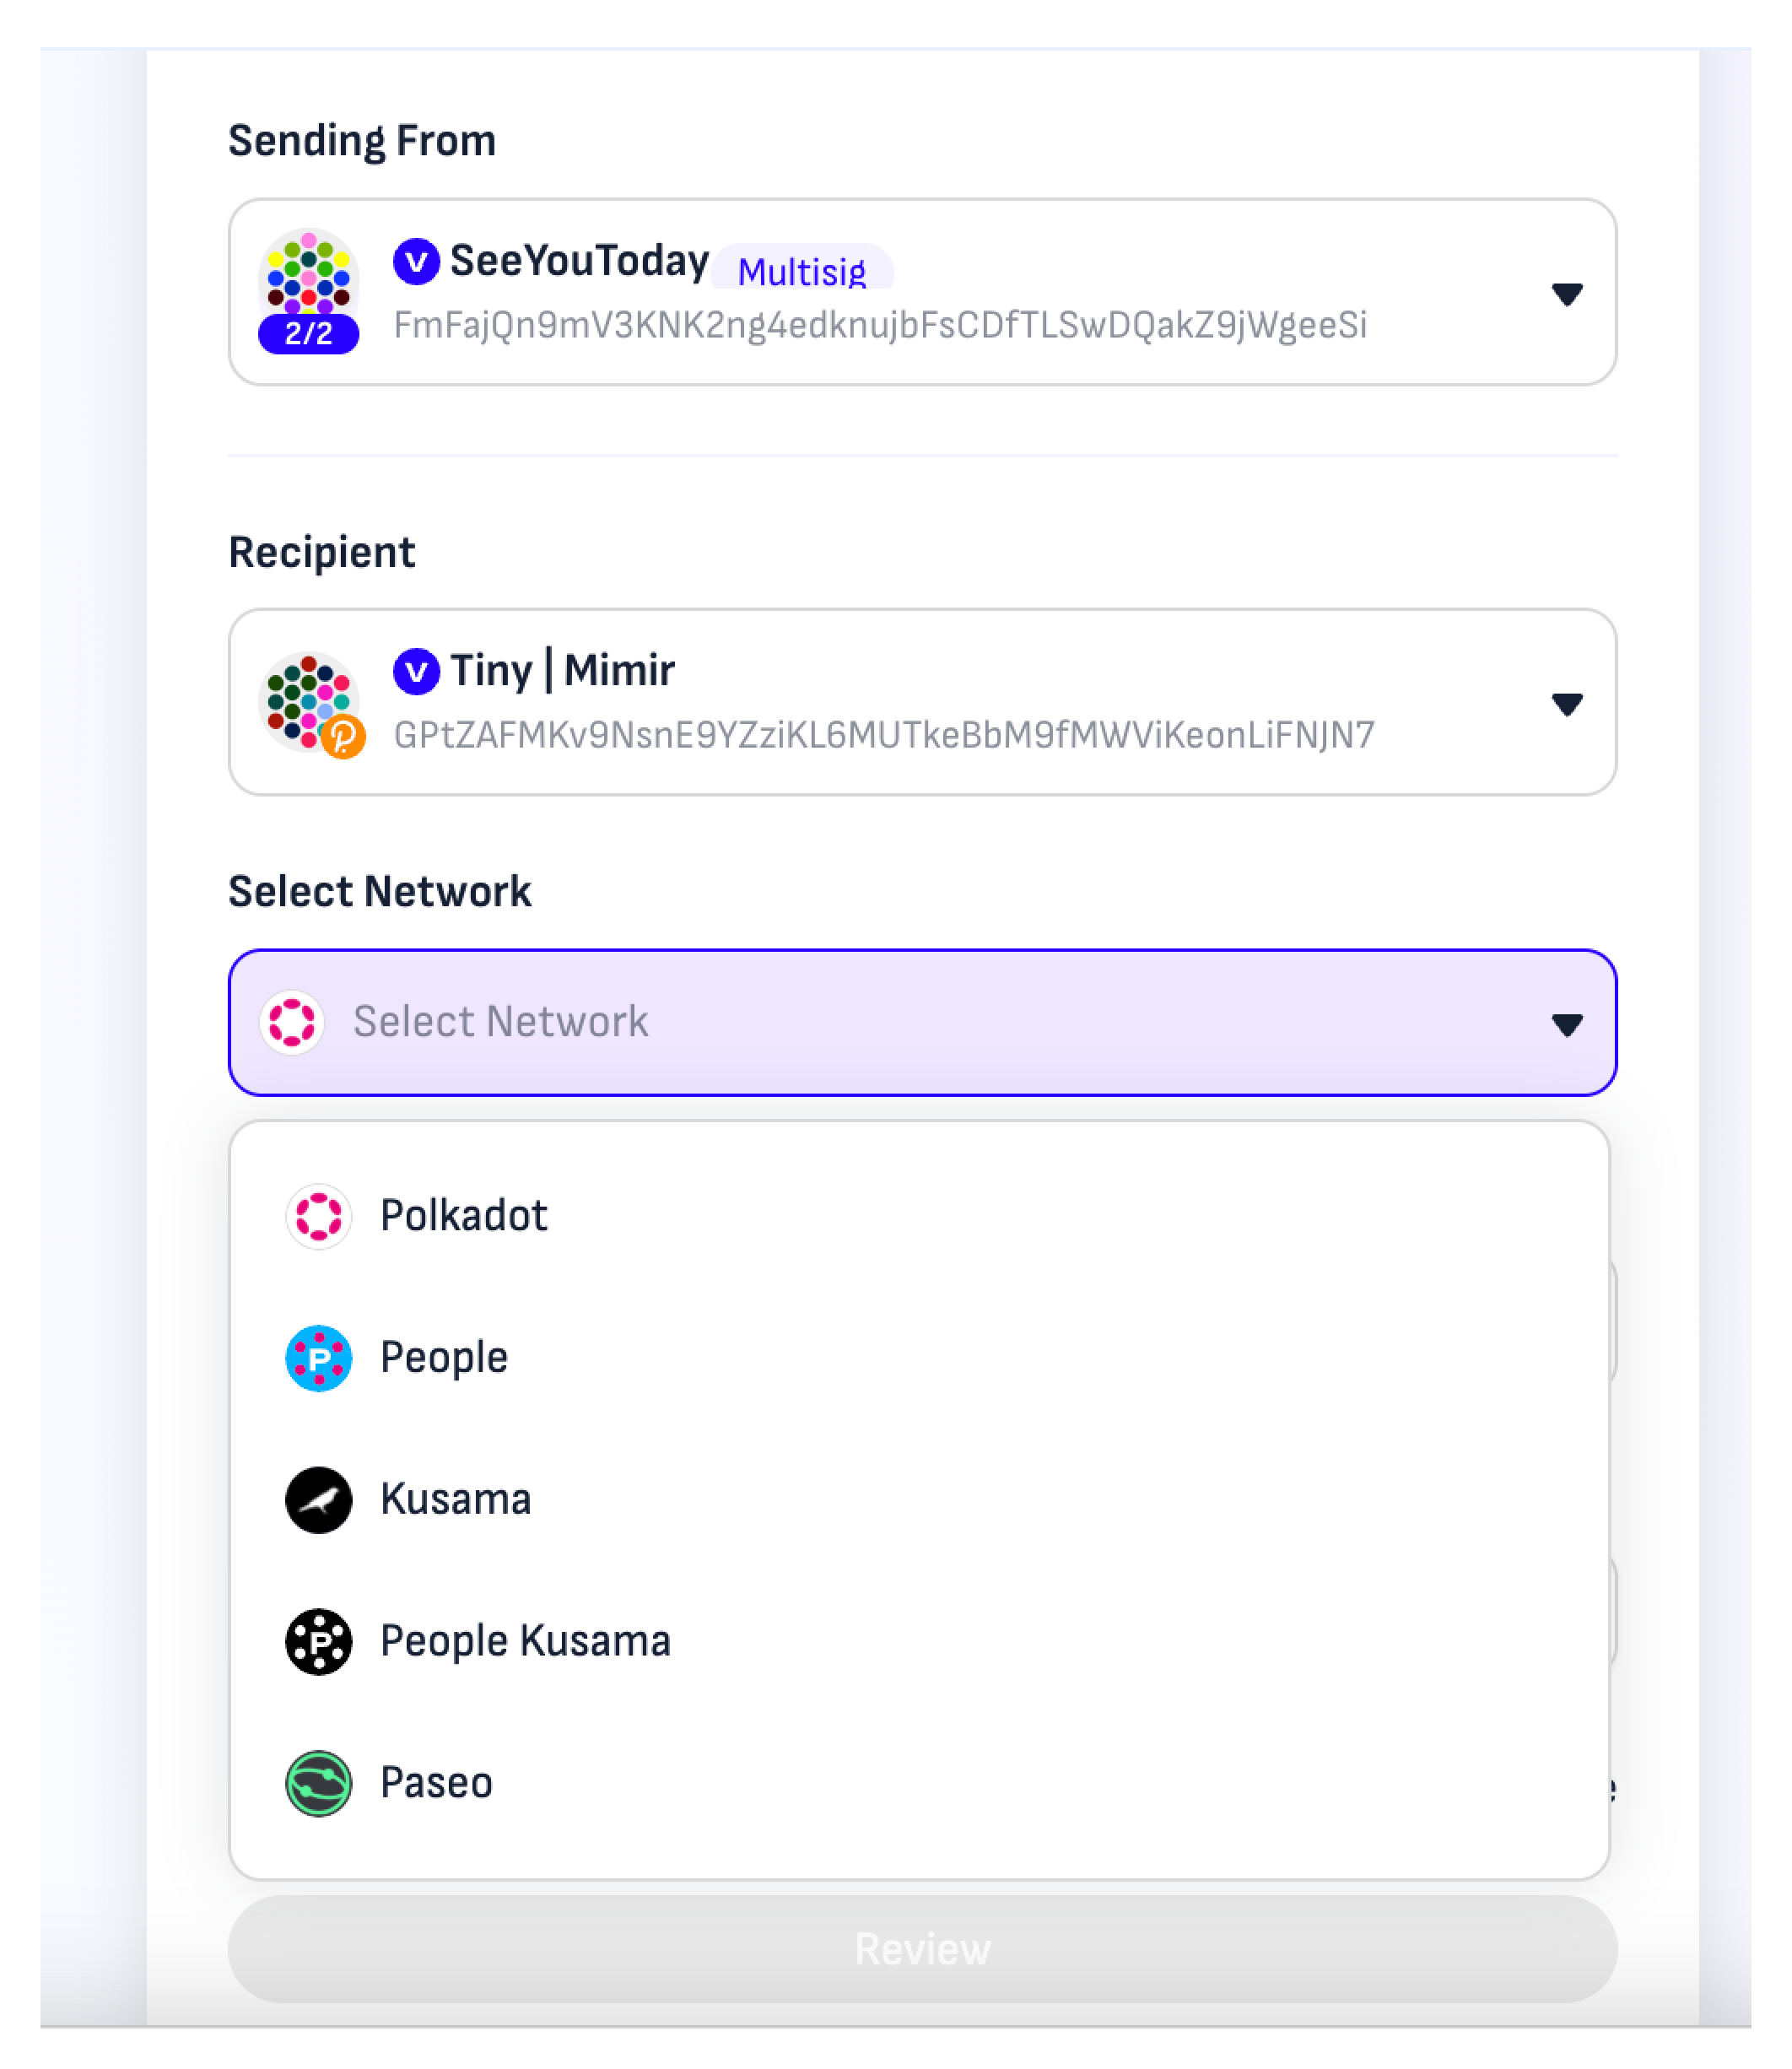 Sending From
SeeYouToday Multisig
2/2
FmFajQn9mV3KNK2ng4edknujbFsCDfTLSwDQakZ9jWgeeSi
Recipient
Tiny | Mimir
GPtZAFMKv9NsnE9YZziKL6MUTkeBbM9fMWViKeonLiFNJN7
Select Network
Select Network
Polkadot
People
Kusama
People Kusama
Paseo
Review